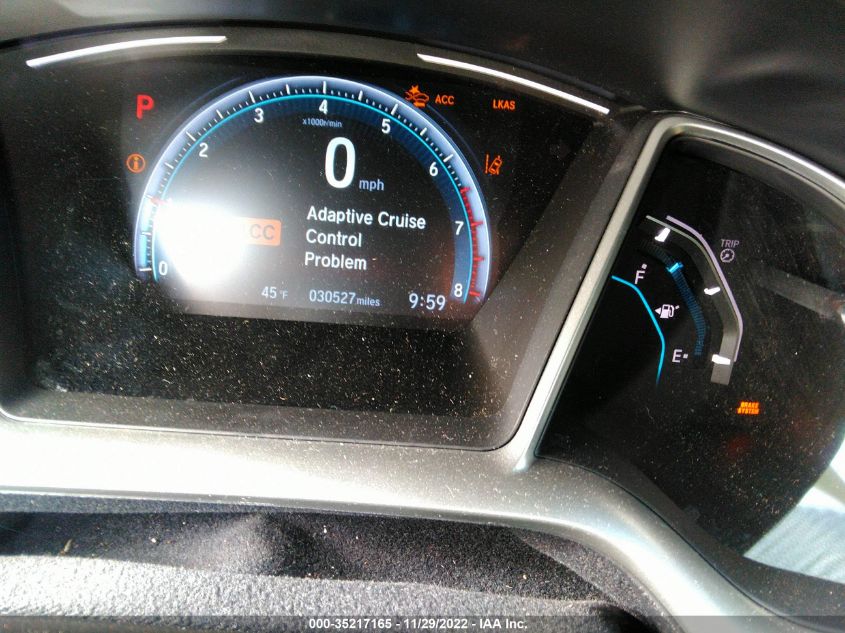 P
ACC
LKAS
4
3
5
x1000r/min
2
6
0
mph
Adaptive Cruise
Control
Problem
7
CC
0
8
45 °F
030527 miles
9:59
TRIP
F
E
BRAKE
SYSTEM
000-35217165 - 11/29/2022 - IAA Inc.